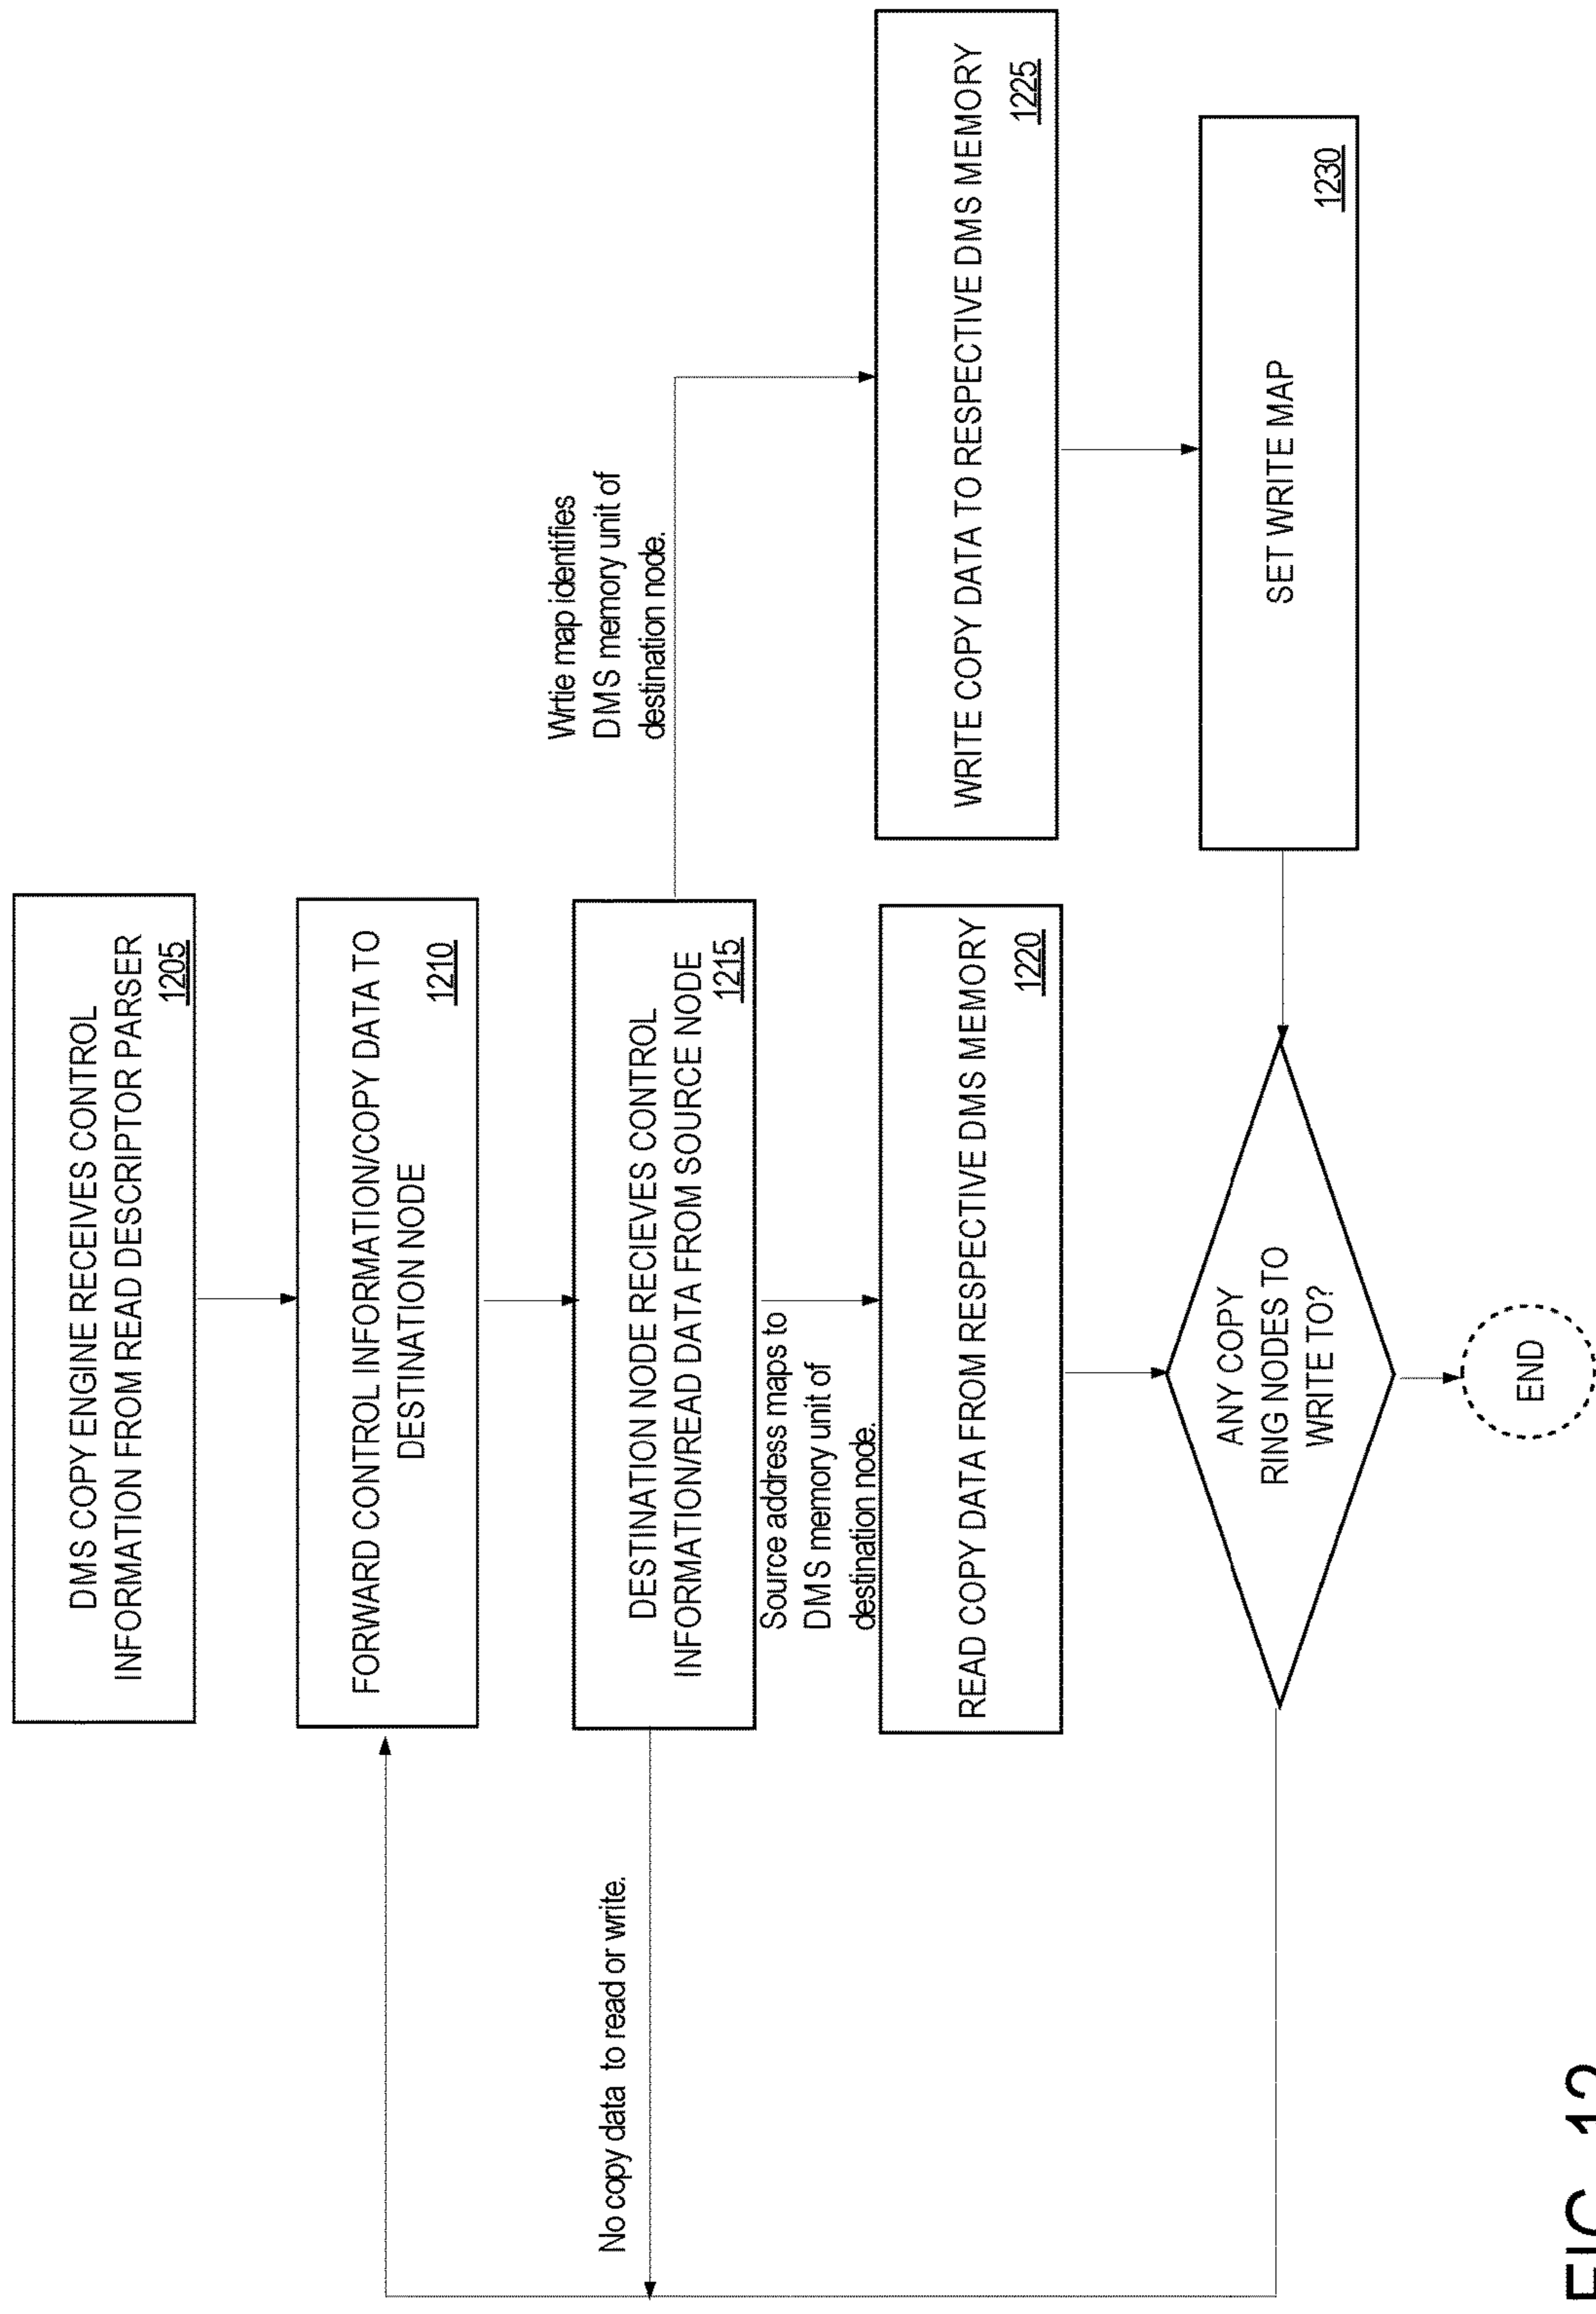 DMS COPY ENGINE RECEIVES CONTROL
INFORMATION FROM READ DESCRIPTOR PARSER
1205
FORWARD CONTROL INFORMATION/COPY DATA TO
DESTINATION NODE
1210
DESTINATION NODE RECIEVES CONTROL
INFORMATION/READ DATA FROM SOURCE NODE
1215
No copy data to read or write.
Wrtie map identifies
DMS memory unit of
destination node.
Source address maps to
DMS memory unit of
destination node.
READ COPY DATA FROM RESPECTIVE DMS MEMORY
1220
WRITE COPY DATA TO RESPECTIVE DMS MEMORY
1225
SET WRITE MAP
1230
ANY COPY
RING NODES TO
WRITE TO?
END
FIG. 12